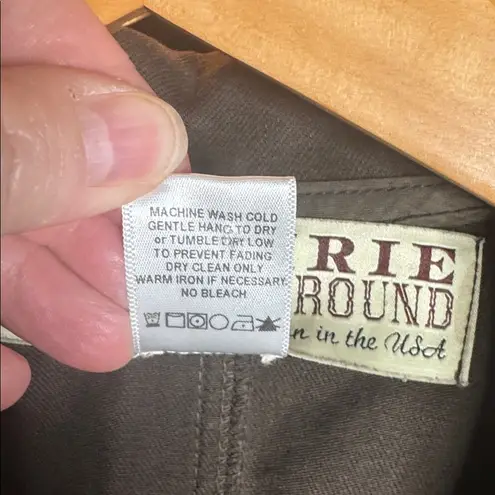 MACHINE WASH COLD
GENTLE HANG TO DRY
or TUMBLE DRY LOW
TO PREVENT FADING
DRY CLEAN ONLY
WARM IRON IF NECESSARY
NO BLEACH
RIE
ROUND
n in the USA